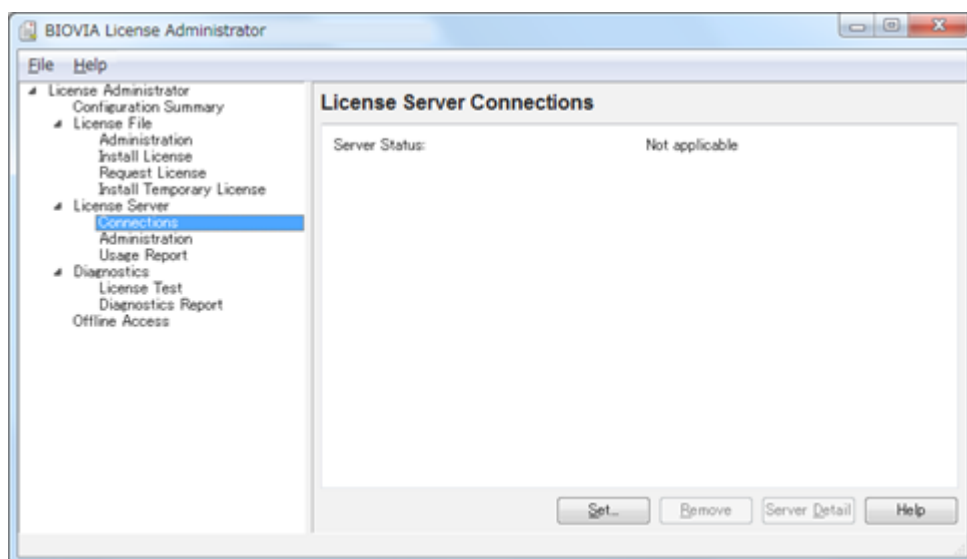 BIOVIA License Administrator
File Help
License Administrator
Configuration Summary
License File
Administration
Install License
Request License
Install Temporary License
License Server
Connections
Administration
Usage Report
Diagnostics
License Test
Diagnostics Report
Offline Access
License Server Connections
Server Status: Not applicable
Set... Remove Server Detail Help